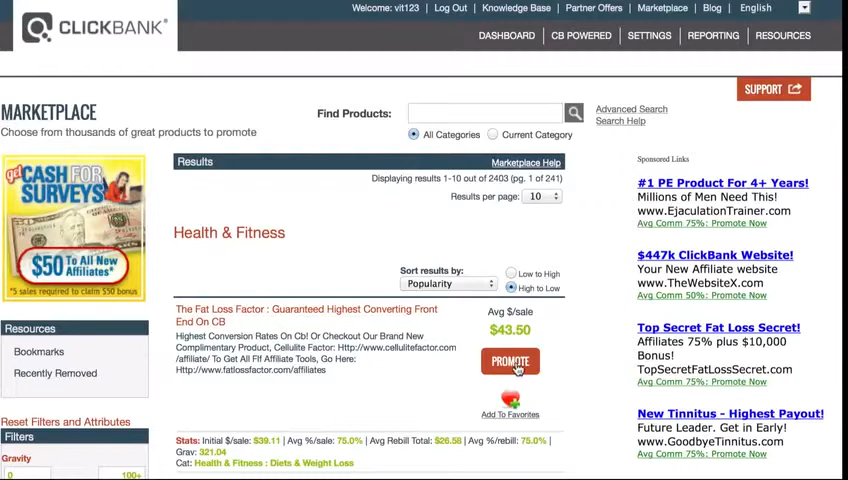 Welcome: vit123 | Log Out | Knowledge Base | Partner Offers | Marketplace | Blog | English
CLICKBANK
DASHBOARD | CB POWERED | SETTINGS | REPORTING | RESOURCES
SUPPORT
MARKETPLACE
Choose from thousands of great products to promote
Find Products:
Advanced Search
Search Help
All Categories Current Category
get CASH FOR SURVEYS
$50 To All New Affiliates*
*5 sales required to claim $50 bonus
Resources
Bookmarks
Recently Removed
Reset Filters and Attributes
Filters
Gravity
0 100+
Results Marketplace Help
Displaying results 1-10 out of 2403 (pg. 1 of 241)
Results per page: 10
Health & Fitness
Sort results by:
Popularity
Low to High
High to Low
The Fat Loss Factor : Guaranteed Highest Converting Front
End On CB
Highest Conversion Rates On Cb! Or Checkout Our Brand New
Complimentary Product, Cellulite Factor: Http://www.cellulitefactor.com
/affiliate/ To Get All Flf Affiliate Tools, Go Here:
Http://www.fatlossfactor.com/affiliates
Avg $/sale
$43.50
PROMOTE
Add To Favorites
Stats: Initial $/sale: $39.11 | Avg %/sale: 75.0% | Avg Rebill Total: $26.58 | Avg %/rebill: 75.0% |
Grav: 321.04
Cat: Health & Fitness : Diets & Weight Loss
Sponsored Links
#1 PE Product For 4+ Years!
Millions of Men Need This!
www.EjaculationTrainer.com
Avg Comm 75%: Promote Now
$447k ClickBank Website!
Your New Affiliate website
www.TheWebsiteX.com
Avg Comm 50%: Promote Now
Top Secret Fat Loss Secret!
Affiliates 75% plus $10,000
Bonus!
TopSecretFatLossSecret.com
Avg Comm 75%: Promote Now
New Tinnitus - Highest Payout!
Future Leader. Get in Early!
www.GoodbyeTinnitus.com
Avg Comm 75%: Promote Now